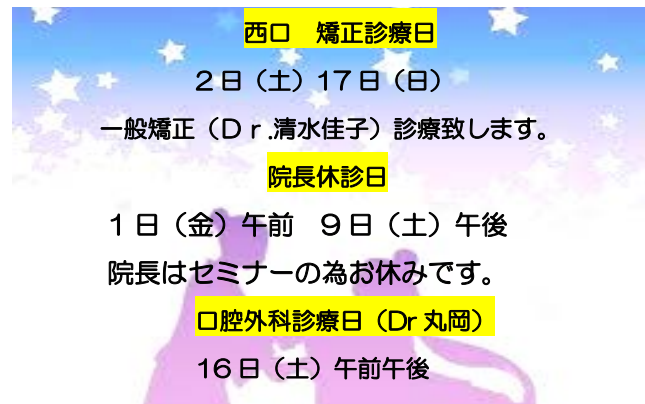 西口　矯正診療日
２日（土）17日（日）
一般矯正（Ｄｒ.清水佳子）診療致します。
院長休診日
１日（金）午前　９日（土）午後
院長はセミナーの為お休みです。
口腔外科診療日（Dr丸岡）
16日（土）午前午後